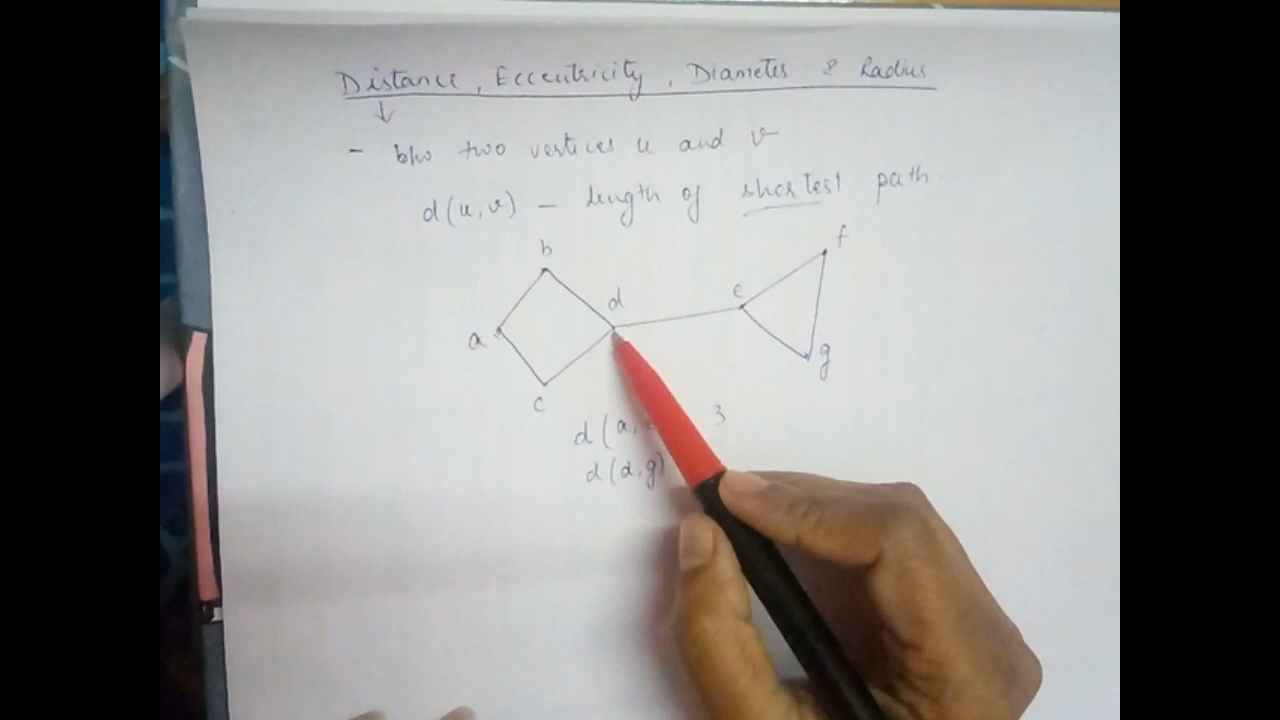 Distance, Eccentricity, Diameter & Radius
- b/w two vertices u and v
d(u,v) - length of shortest path
b
f
d
e
a
g
c
d(a, 3
d(d,g)